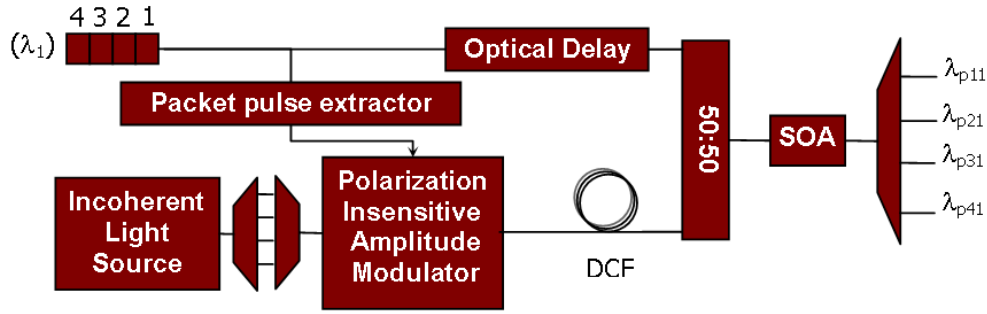 4 3 2 1
(λ1)
Optical Delay
Packet pulse extractor
50:50
SOA
λp11
λp21
λp31
λp41
Incoherent
Light
Source
Polarization
Insensitive
Amplitude
Modulator
DCF